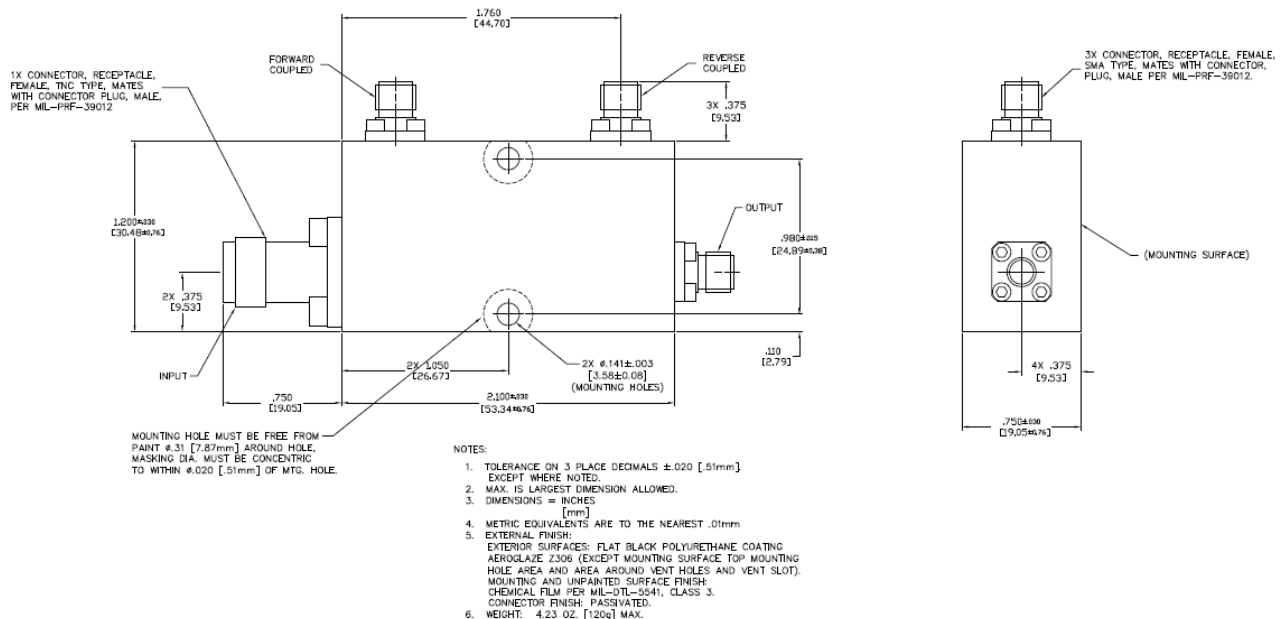 1.760
[44.70]
FORWARD
COUPLED
REVERSE
COUPLED
1X CONNECTOR, RECEPTACLE,
FEMALE, TNC TYPE, MATES
WITH CONNECTOR PLUG, MALE,
PER MIL-PRF-39012
3X CONNECTOR, RECEPTACLE, FEMALE,
SMA TYPE, MATES WITH CONNECTOR,
PLUG, MALE PER MIL-PRF-39012.
3X .375
[9.53]
1.200±.030
[30.48±0.76]
OUTPUT
.980±.015
[24.89±0.38]
(MOUNTING SURFACE)
2X .375
[9.53]
INPUT
2X 1.050
[26.67]
2X ø.141±.003
[3.58±0.08]
(MOUNTING HOLES)
.110
[2.79]
4X .375
[9.53]
.750
[19.05]
2.100±.030
[53.34±0.76]
.750±.030
[19.05±0.76]
MOUNTING HOLE MUST BE FREE FROM
PAINT ø.31 [7.87mm] AROUND HOLE,
MASKING DIA. MUST BE CONCENTRIC
TO WITHIN ø.020 [.51mm] OF MTG. HOLE.
NOTES:
1. TOLERANCE ON 3 PLACE DECIMALS ±.020 [.51mm]
EXCEPT WHERE NOTED.
2. MAX. IS LARGEST DIMENSION ALLOWED.
3. DIMENSIONS = INCHES
[mm]
4. METRIC EQUIVALENTS ARE TO THE NEAREST .01mm
5. EXTERNAL FINISH:
EXTERIOR SURFACES: FLAT BLACK POLYURETHANE COATING
AEROGLAZE Z306 (EXCEPT MOUNTING SURFACE TOP MOUNTING
HOLE AREA AND AREA AROUND VENT HOLES AND VENT SLOT).
MOUNTING AND UNPAINTED SURFACE FINISH:
CHEMICAL FILM PER MIL-DTL-5541, CLASS 3.
CONNECTOR FINISH: PASSIVATED.
6. WEIGHT: 4.23 OZ. [120g] MAX.